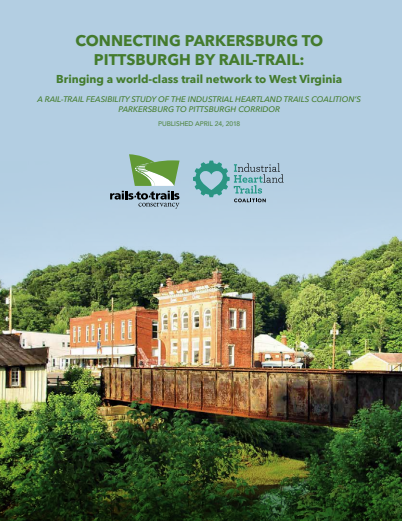 CONNECTING PARKERSBURG TO
PITTSBURGH BY RAIL-TRAIL:
Bringing a world-class trail network to West Virginia
A RAIL-TRAIL FEASIBILITY STUDY OF THE INDUSTRIAL HEARTLAND TRAILS COALITION'S
PARKERSBURG TO PITTSBURGH CORRIDOR
PUBLISHED APRIL 24, 2018
rails-to-trails
conservancy
Industrial
Heartland
Trails
COALITION